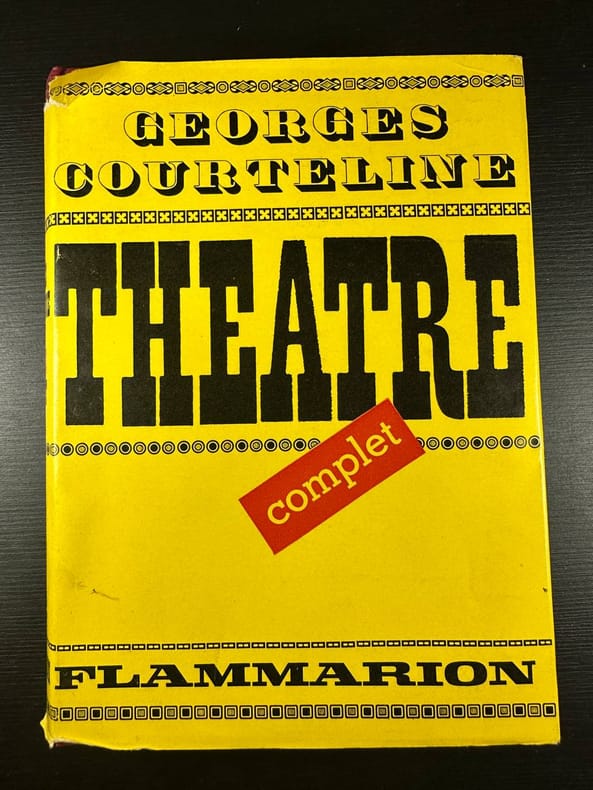 GEORGES
COURTELINE
THEATRE
complet
FLAMMARION